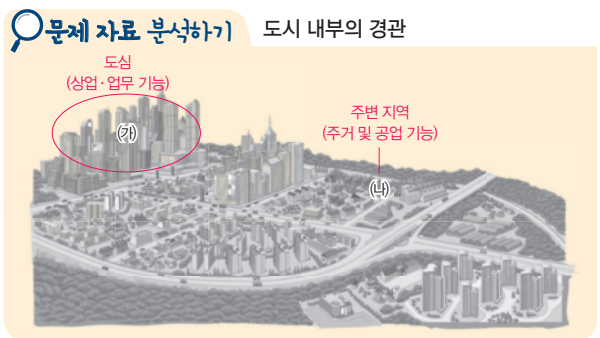 문제 자료 분석하기
도시 내부의 경관
도심
(상업·업무 기능)
주변 지역
(주거 및 공업 기능)
(가)
(나)